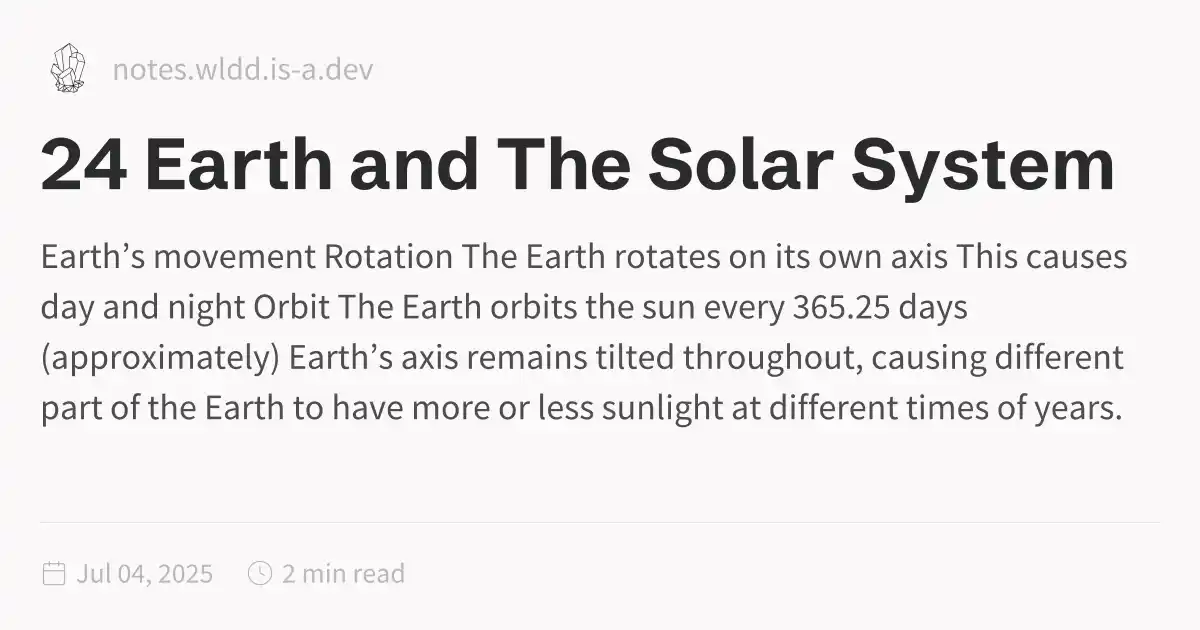 notes.wldd.is-a.dev
24 Earth and The Solar System
Earth’s movement Rotation The Earth rotates on its own axis This causes
day and night Orbit The Earth orbits the sun every 365.25 days
(approximately) Earth’s axis remains tilted throughout, causing different
part of the Earth to have more or less sunlight at different times of years.
Jul 04, 2025 2 min read